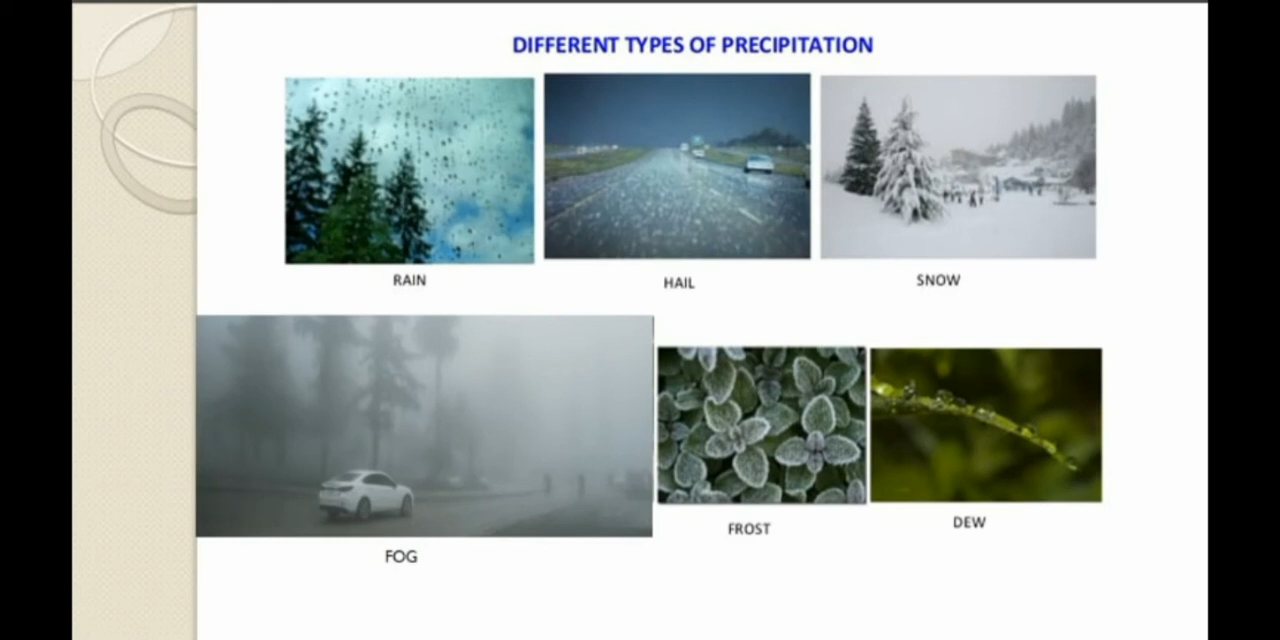 DIFFERENT TYPES OF PRECIPITATION
RAIN
HAIL
SNOW
FOG
FROST
DEW